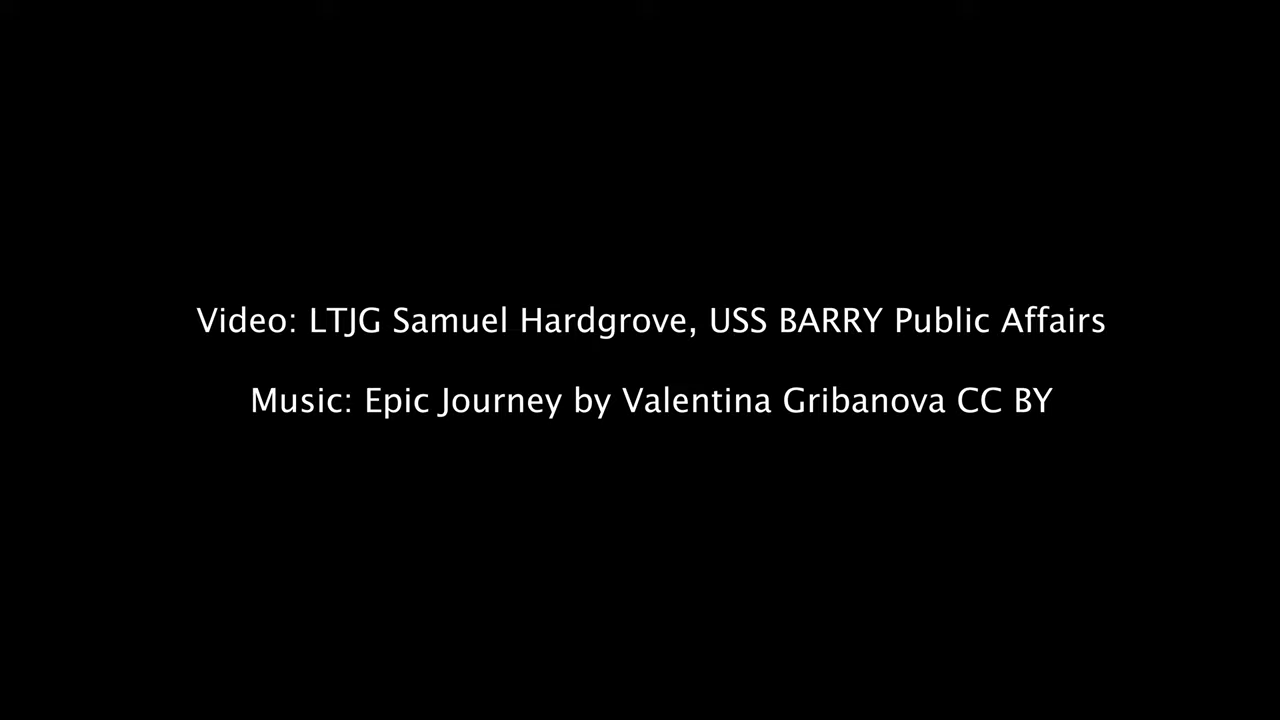 Video: LTJG Samuel Hardgrove, USS BARRY Public Affairs
Music: Epic Journey by Valentina Gribanova CC BY